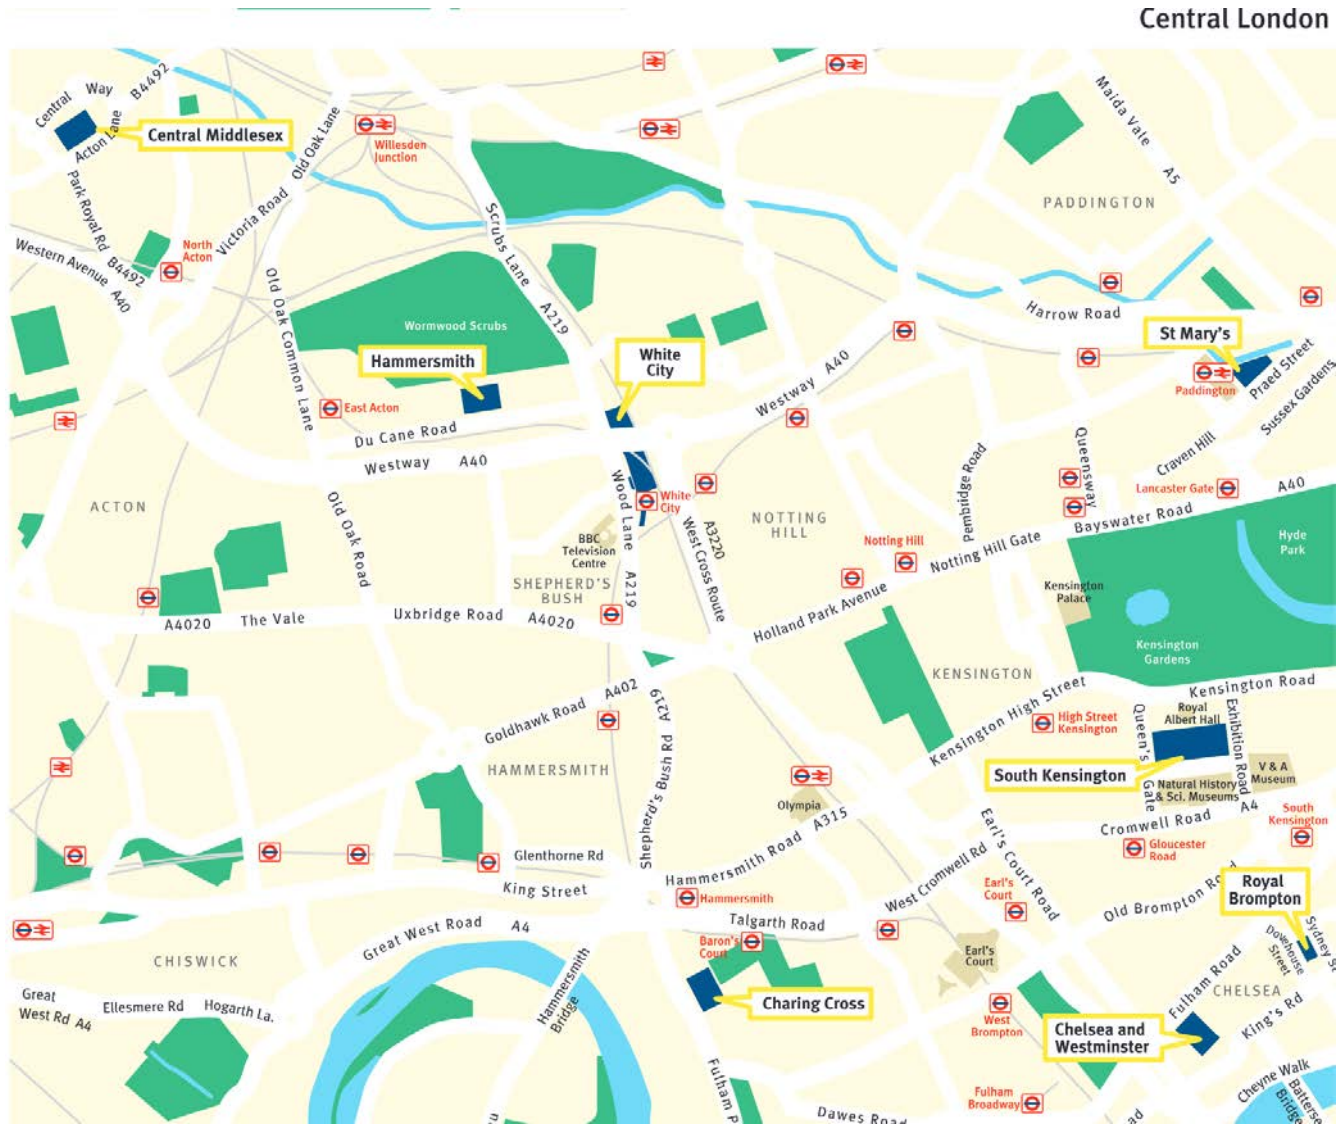 Central London
Central Way
B4492
Acton Lane
Central Middlesex
Old Oak Lane
Willesden
Junction
Maida Vale
A5
PADDINGTON
Park Royal Rd
B4492
Victoria Road
North
Acton
Western Avenue A40
Scrubs Lane
A219
Old Oak Common Lane
Wormwood Scrubs
Harrow Road
St Mary's
Hammersmith
White
City
Westway A40
Paddington
Praed Street
Sussex Gardens
East Acton
Du Cane Road
Westway A40
Pembridge Road
Queensway
Craven Hill
Lancaster Gate
A40
Bayswater Road
ACTON
Old Oak Road
Wood Lane
A219
White
City
A3220
West Cross Route
NOTTING
HILL
Notting Hill
Notting Hill Gate
Hyde
Park
BBC
Television
Centre
SHEPHERD'S
BUSH
Kensington
Palace
Holland Park Avenue
A4020 The Vale
Uxbridge Road A4020
Kensington
Gardens
KENSINGTON
Kensington High Street
Kensington Road
Goldhawk Road A402
A219
Shepherd's Bush Rd
High Street
Kensington
Queen's Gate
Royal
Albert Hall
Exhibition Road
HAMMERSMITH
South Kensington
V & A
Museum
Natural History
& Sci. Museums
Olympia
A4
Cromwell Road
South
Kensington
Hammersmith Road A315
Earl's Court Road
Gloucester
Road
Glenthorne Rd
King Street
West Cromwell Rd
Hammersmith
Earl's
Court
Old Brompton Road
Royal
Brompton
Talgarth Road
Great West Road A4
Baron's
Court
Earl's
Court
Sydney S
Dovehouse
Street
CHISWICK
Hammersmith
Bridge
Great
West Rd A4
Ellesmere Rd
Hogarth La.
Charing Cross
West
Brompton
Fulham Road
CHELSEA
King's Rd
Chelsea and
Westminster
Cheyne Walk
Batterse
Bridge
Fulham P
Fulham
Broadway
Dawes Road
ad